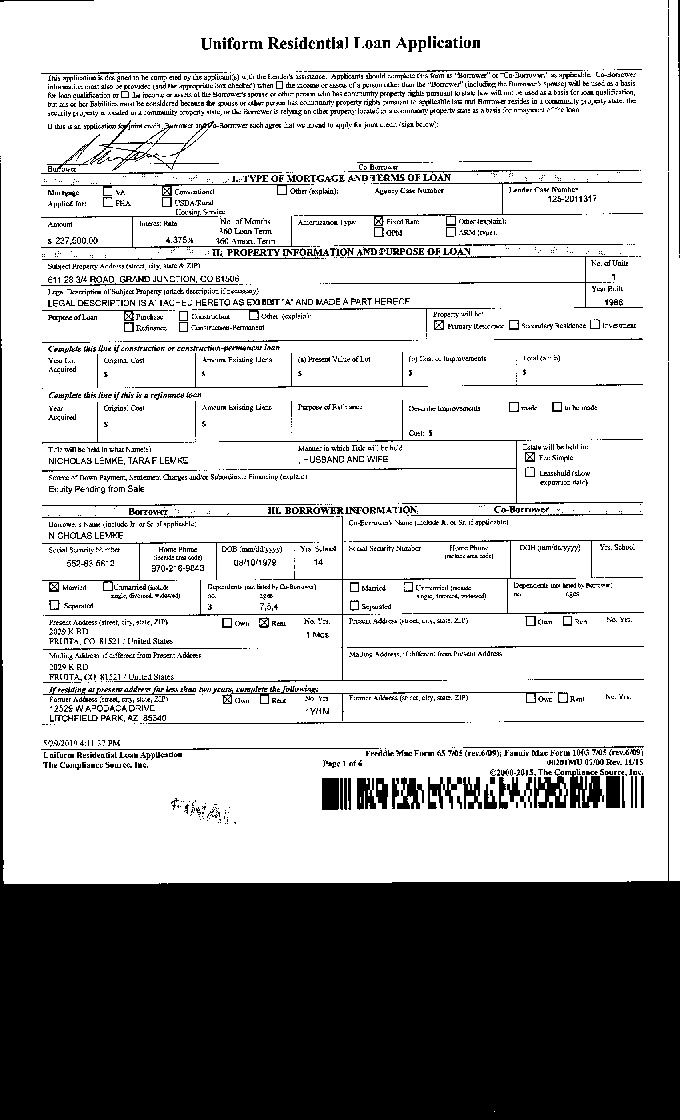 Uniform Residential Loan Application
This application is designed to be completed by the applicant(s) with the Lender's assistance. Applicants should complete this form as "Borrower" or "Co-Borrower," as applicable. Co-Borrower
information must also be provided (and the appropriate box checked) when the income or assets of a person other than the "Borrower" (including the Borrower's spouse) will be used as a basis
for loan qualification or the income or assets of the Borrower's spouse or other person who has community property rights pursuant to state law will not be used as a basis for loan qualification,
but his or her liabilities must be considered because the spouse or other person has community property rights pursuant to applicable law and Borrower resides in a community property state, the
security property is located in a community property state, or the Borrower is relying on other property located in a community property state as a basis for repayment of the loan.
If this is an application for joint credit, Borrower and Co-Borrower each agree that we intend to apply for joint credit (sign below):
Borrower Co-Borrower
I. TYPE OF MORTGAGE AND TERMS OF LOAN
Mortgage VA Conventional Other (explain): Agency Case Number Lender Case Number
Applied for: FHA USDA/Rural Housing Service 125-2011317
Amount Interest Rate No. of Months Amortization Type Fixed Rate Other (explain):
$ 227,500.00 4.375% 360 Loan Term 360 Amort. Term GPM ARM (type):
II. PROPERTY INFORMATION AND PURPOSE OF LOAN
Subject Property Address (street, city, state & ZIP) No. of Units
611 28 3/4 ROAD, GRAND JUNCTION, CO 81506 1
Legal Description of Subject Property (attach description if necessary) Year Built
LEGAL DESCRIPTION IS ATTACHED HERETO AS EXHIBIT "A" AND MADE A PART HEREOF 1986
Purpose of Loan Purchase Construction Other (explain): Property will be:
Refinance Construction-Permanent Primary Residence Secondary Residence Investment
Complete this line if construction or construction-permanent loan
Year Lot Acquired Original Cost Amount Existing Liens (a) Present Value of Lot (b) Cost of Improvements Total (a + b)
$ $ $ $ $
Complete this line if this is a refinance loan
Year Acquired Original Cost Amount Existing Liens Purpose of Refinance Describe Improvements made to be made
$ $ Cost: $
Title will be held in what Name(s) Manner in which Title will be held Estate will be held in:
NICHOLAS LEMKE, TARA F LEMKE HUSBAND AND WIFE Fee Simple
Source of Down Payment, Settlement Charges and/or Subordinate Financing (explain) Leasehold (show expiration date)
Equity Pending from Sale
Borrower III. BORROWER INFORMATION Co-Borrower
Borrower's Name (include Jr. or Sr. if applicable) Co-Borrower's Name (include Jr. or Sr. if applicable)
NICHOLAS LEMKE
Social Security Number Home Phone (include area code) DOB (mm/dd/yyyy) Yrs. School Social Security Number Home Phone (include area code) DOB (mm/dd/yyyy) Yrs. School
14
Married Unmarried (include single, divorced, widowed) Dependents (not listed by Co-Borrower) Married Unmarried (include single, divorced, widowed) Dependents (not listed by Borrower)
Separated no. ages Separated no. ages
3 7,5,4
Present Address (street, city, state, ZIP) Own Rent No. Yrs. Present Address (street, city, state, ZIP) Own Rent No. Yrs.
2029 K RD 1 Mos
FRUITA, CO 81521 / United States
Mailing Address, if different from Present Address Mailing Address, if different from Present Address
2029 K RD
FRUITA, CO 81521 / United States
If residing at present address for less than two years, complete the following:
Former Address (street, city, state, ZIP) Own Rent No. Yrs. Former Address (street, city, state, ZIP) Own Rent No. Yrs.
12529 W APODACA DRIVE
LITCHFIELD PARK, AZ 85340
4:11:37 PM
Uniform Residential Loan Application Freddie Mac Form 65 7/05 (rev.6/09); Fannie Mae Form 1003 7/05 (rev.6/09)
The Compliance Source, Inc. Page 1 of 6
©2000-2015, The Compliance Source, Inc.